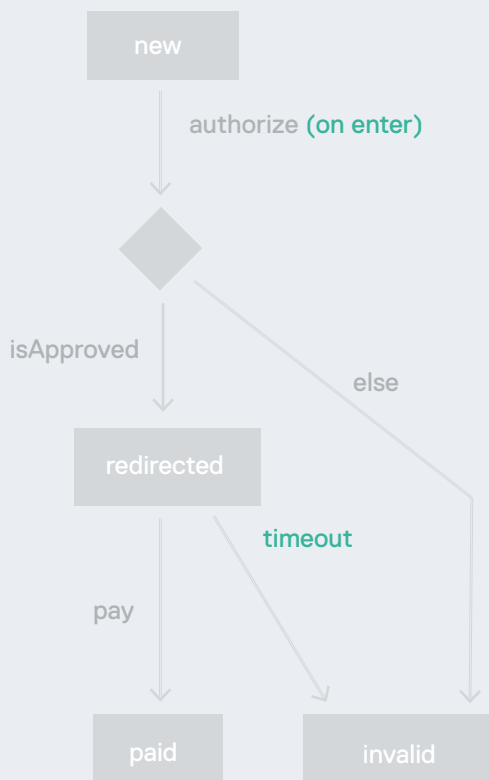 new
authorize (on enter)
isApproved
else
redirected
timeout
pay
paid
invalid